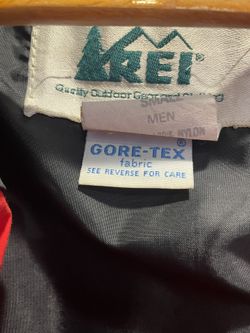 REI®
Quality Outdoor Gear and Clothing
SMALL
MEN
NYLON
GORE-TEX®
fabric
SEE REVERSE FOR CARE